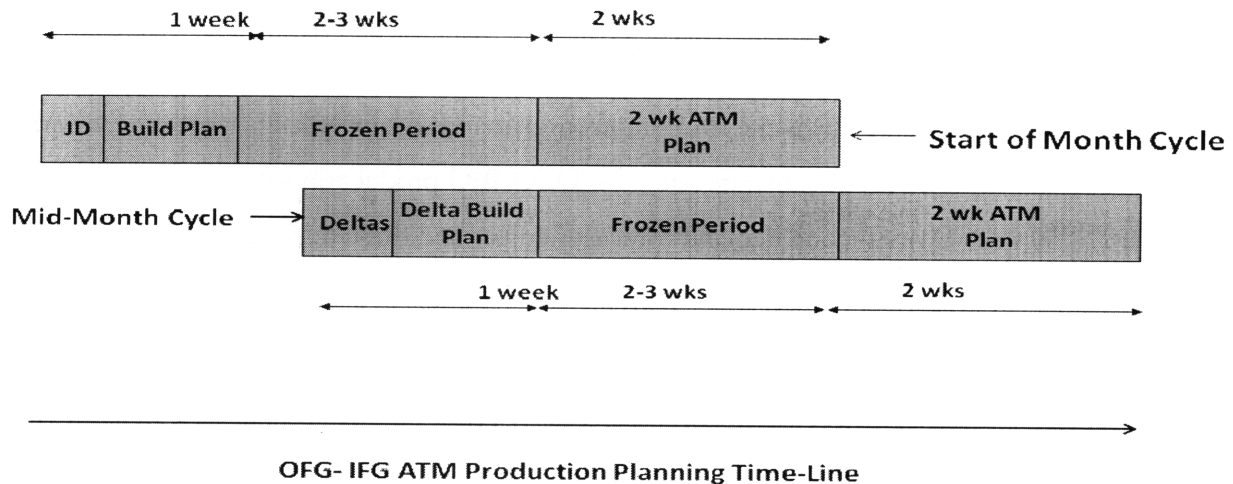 1 week 2-3 wks 2 wks
JD Build Plan Frozen Period 2 wk ATM
Plan
Start of Month Cycle
Mid-Month Cycle
Deltas Delta Build
Plan
Frozen Period 2 wk ATM
Plan
1 week 2-3 wks 2 wks
OFG- IFG ATM Production Planning Time-Line